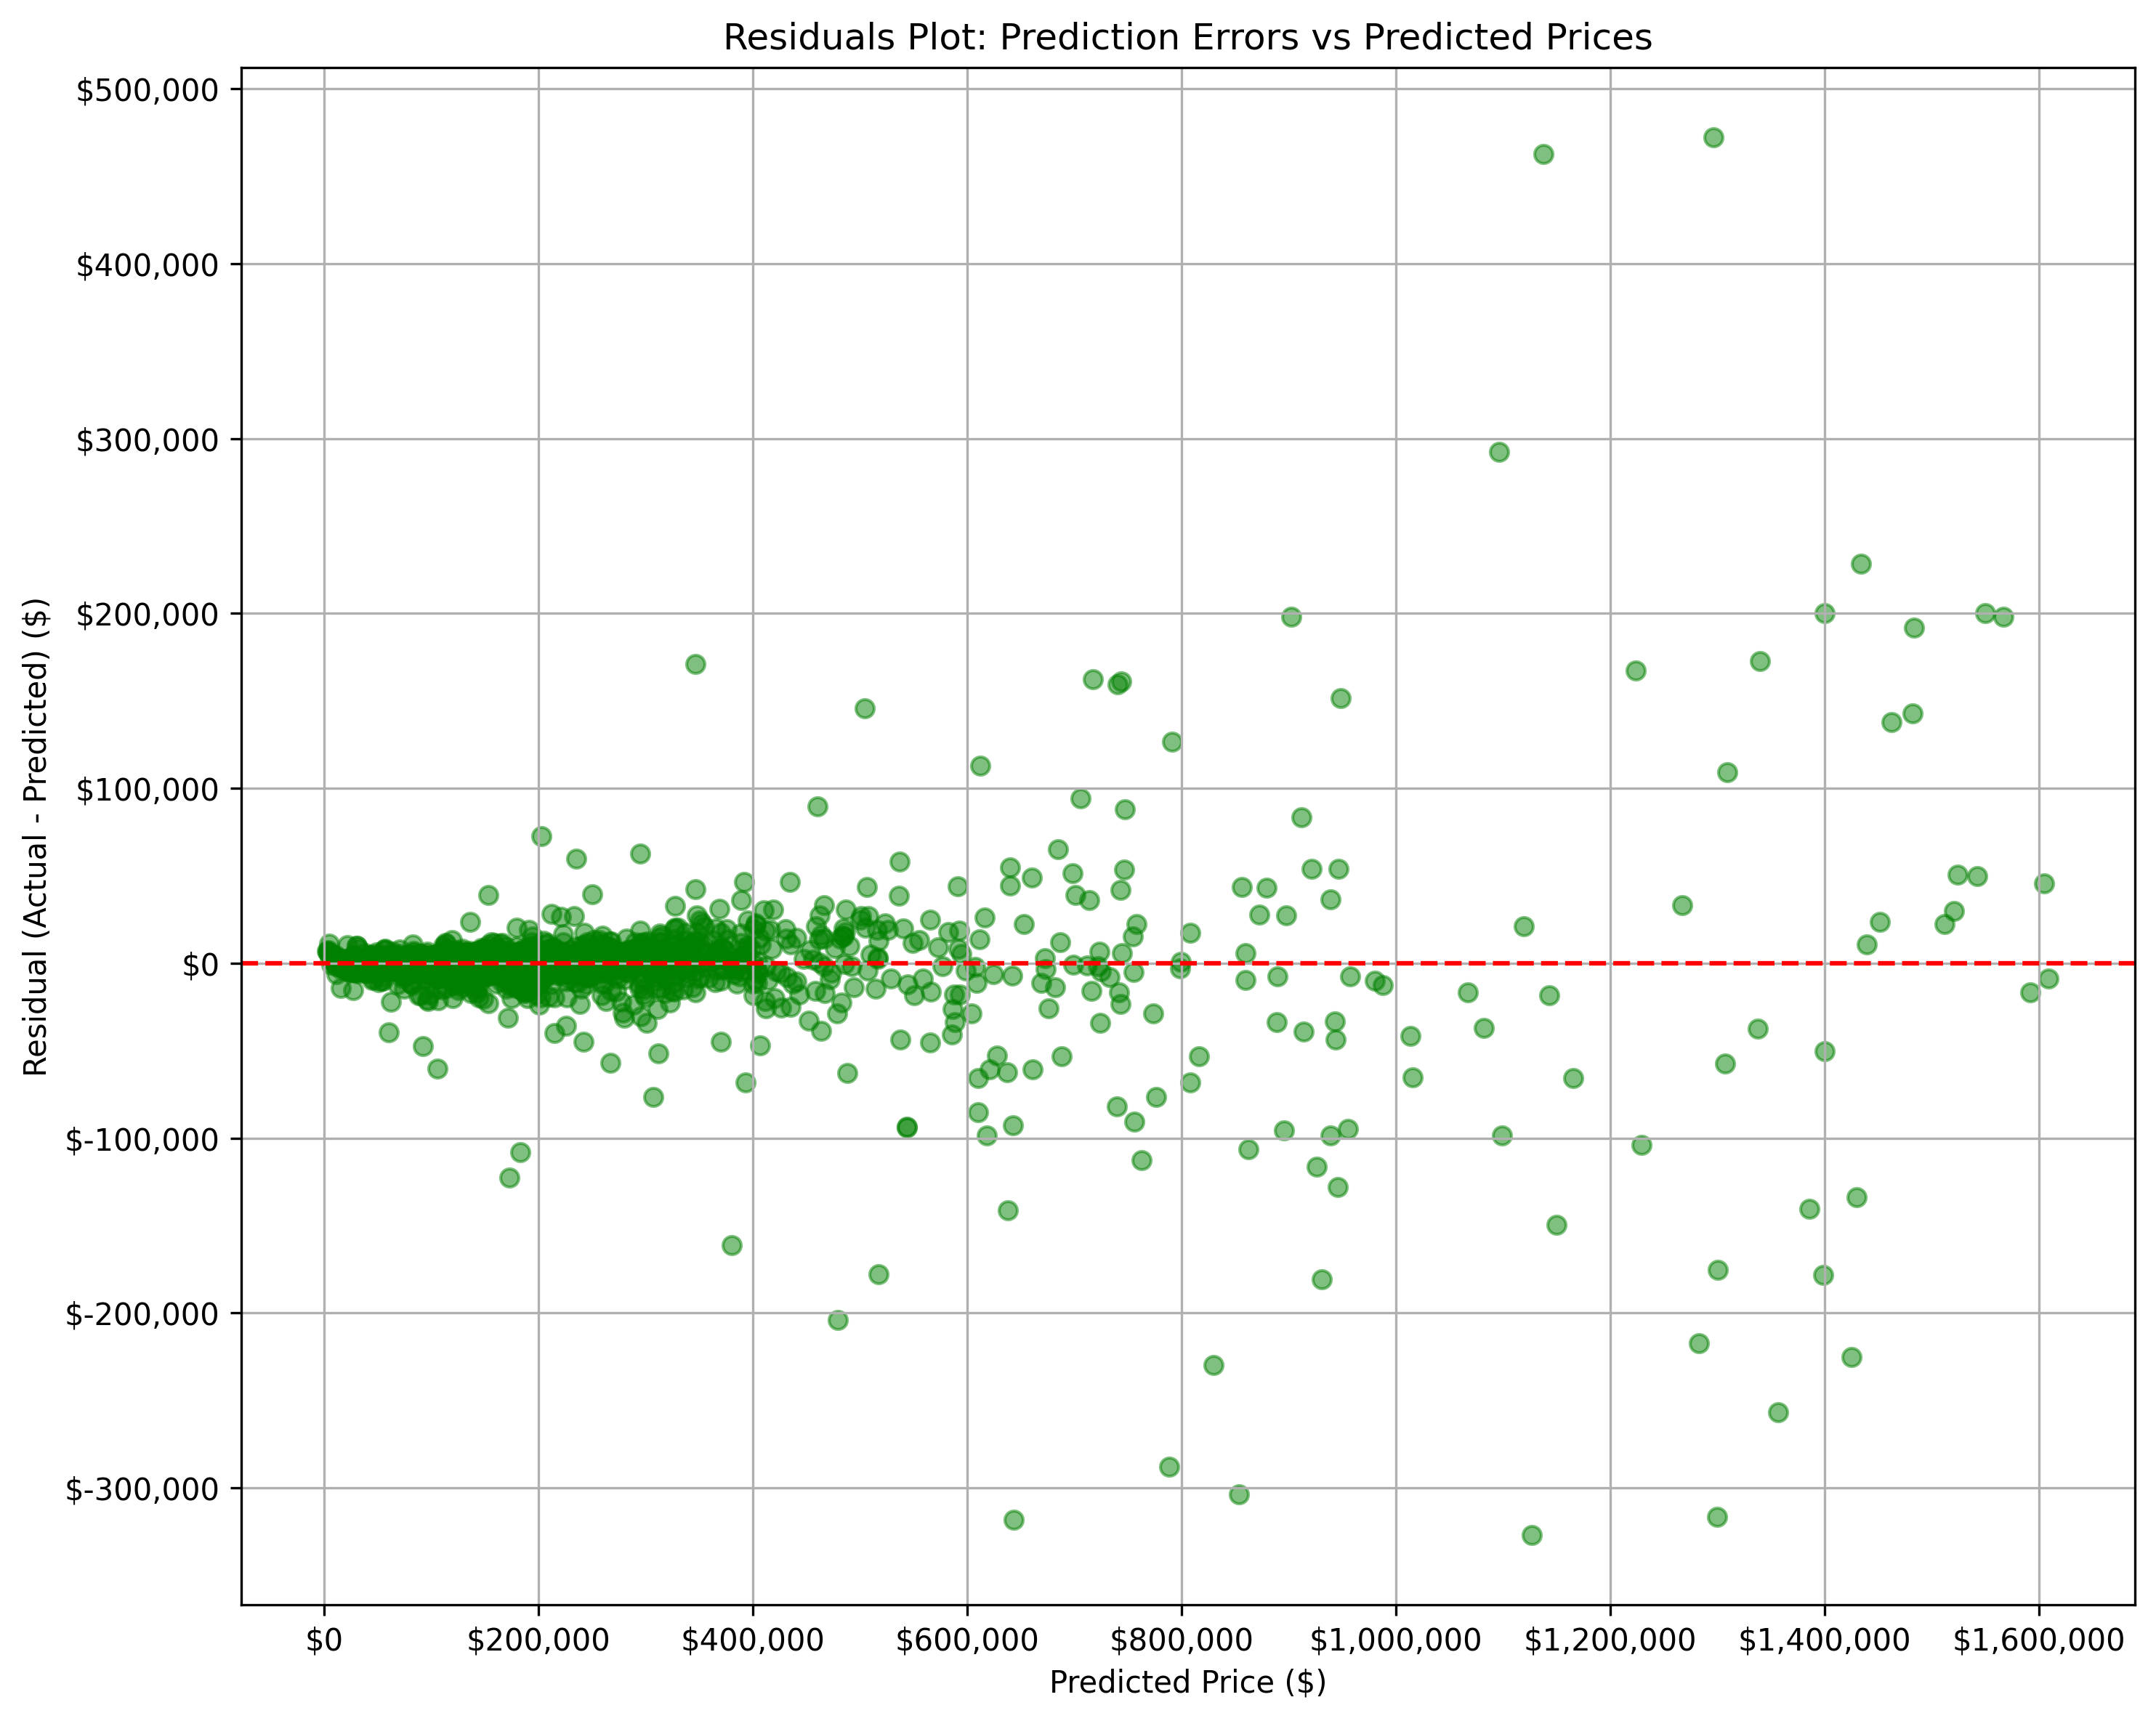 Residuals Plot: Prediction Errors vs Predicted Prices
Residual (Actual - Predicted) ($)
$500,000
$400,000
$300,000
$200,000
$100,000
$0
$-100,000
$-200,000
$-300,000
$0 $200,000 $400,000 $600,000 $800,000 $1,000,000 $1,200,000 $1,400,000 $1,600,000
Predicted Price ($)